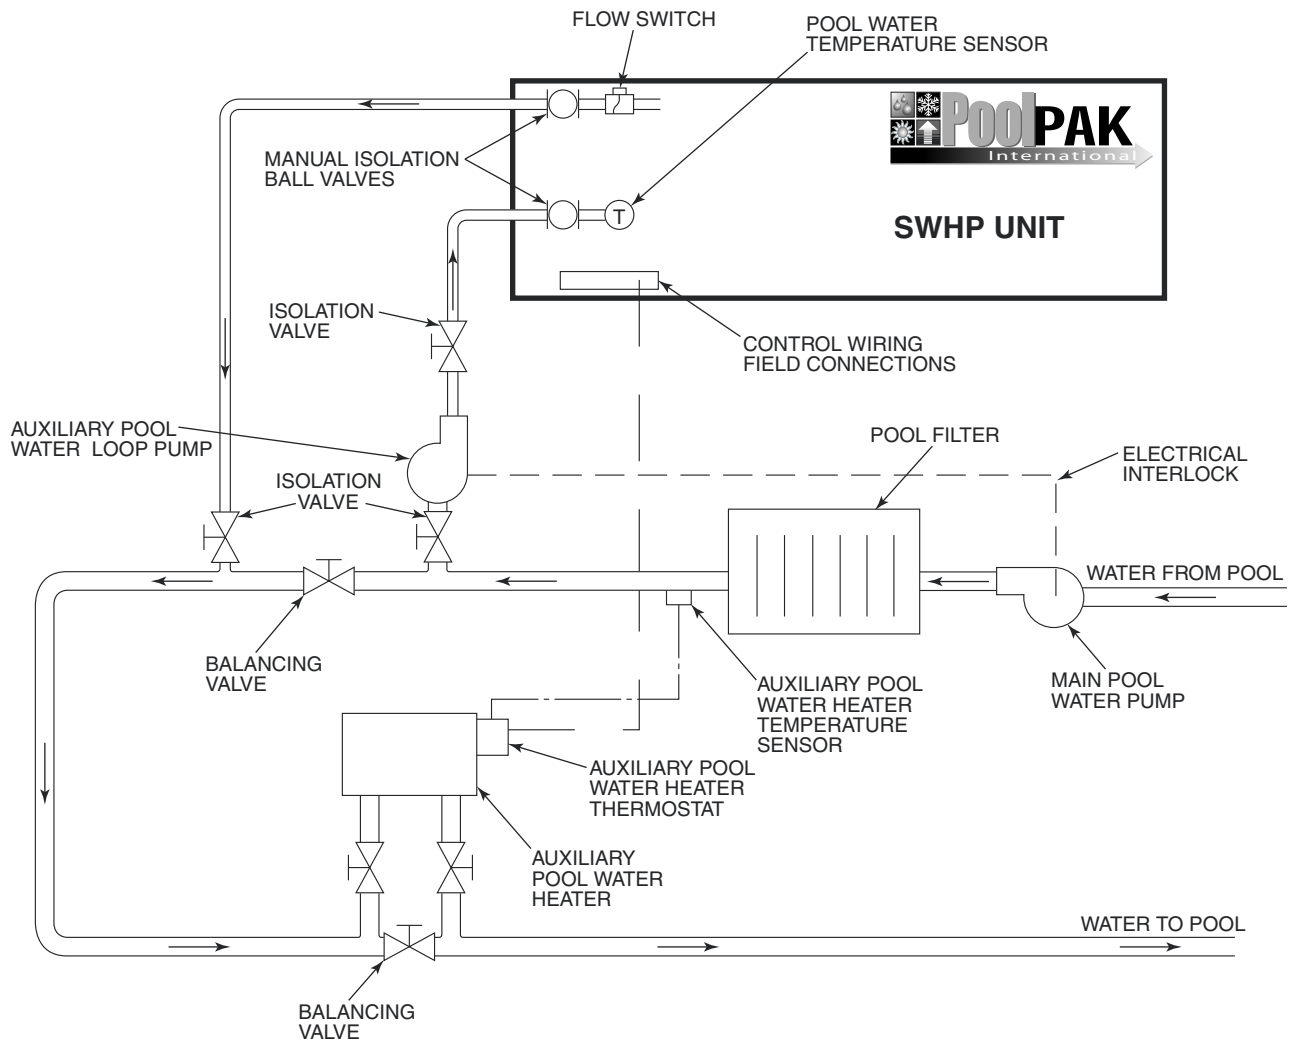 FLOW SWITCH
POOL WATER
TEMPERATURE SENSOR
PoolPAK
International
MANUAL ISOLATION
BALL VALVES
T
SWHP UNIT
ISOLATION
VALVE
CONTROL WIRING
FIELD CONNECTIONS
AUXILIARY POOL
WATER LOOP PUMP
POOL FILTER
ELECTRICAL
INTERLOCK
ISOLATION
VALVE
WATER FROM POOL
BALANCING
VALVE
AUXILIARY POOL
WATER HEATER
TEMPERATURE
SENSOR
MAIN POOL
WATER PUMP
AUXILIARY POOL
WATER HEATER
THERMOSTAT
AUXILIARY
POOL WATER
HEATER
WATER TO POOL
BALANCING
VALVE